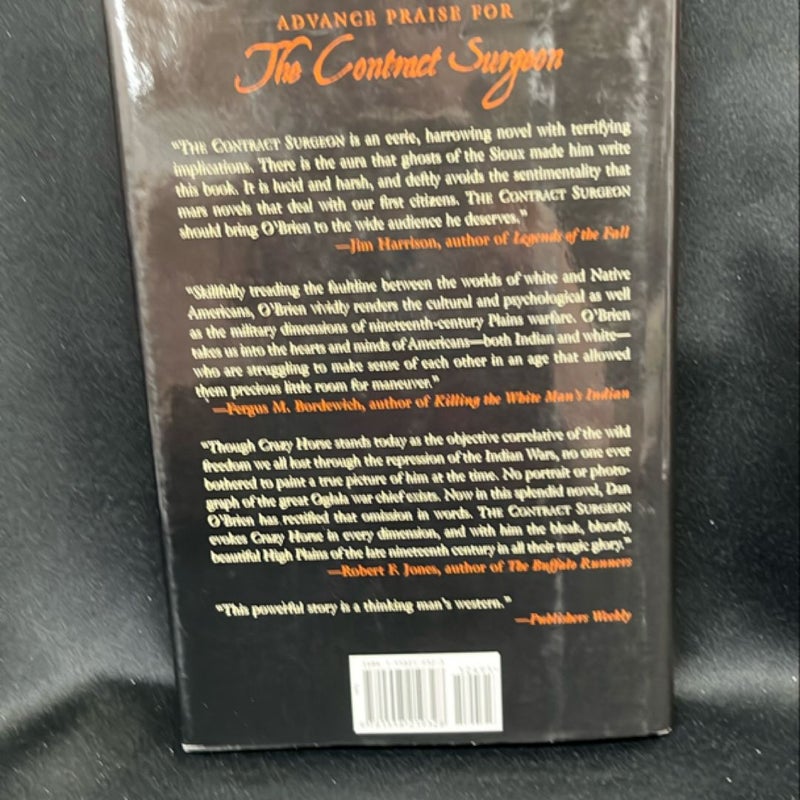 ADVANCE PRAISE FOR
The Contract Surgeon
"THE CONTRACT SURGEON is an eerie, harrowing novel with terrifying
implications. There is the aura that ghosts of the Sioux made him write
this book. It is lucid and harsh, and deftly avoids the sentimentality that
mars novels that deal with our first citizens. THE CONTRACT SURGEON
should bring O'Brien to the wide audience he deserves."
—Jim Harrison, author of Legends of the Fall
"Skillfully treading the faultline between the worlds of white and Native
Americans, O'Brien vividly renders the cultural and psychological as well
as the military dimensions of nineteenth-century Plains warfare. O'Brien
takes us into the hearts and minds of Americans—both Indian and white—
who are struggling to make sense of each other in an age that allowed
them precious little room for maneuver."
—Fergus M. Bordewich, author of Killing the White Man's Indian
"Though Crazy Horse stands today as the objective correlative of the wild
freedom we all lost through the repression of the Indian Wars, no one ever
bothered to paint a true picture of him at the time. No portrait or photo-
graph of the great Oglala war chief exists. Now in this splendid novel, Dan
O'Brien has rectified that omission in words. THE CONTRACT SURGEON
evokes Crazy Horse in every dimension, and with him the bleak, bloody,
beautiful High Plains of the late nineteenth century in all their tragic glory."
—Robert F. Jones, author of The Buffalo Runners
"This powerful story is a thinking man's western."
—Publishers Weekly